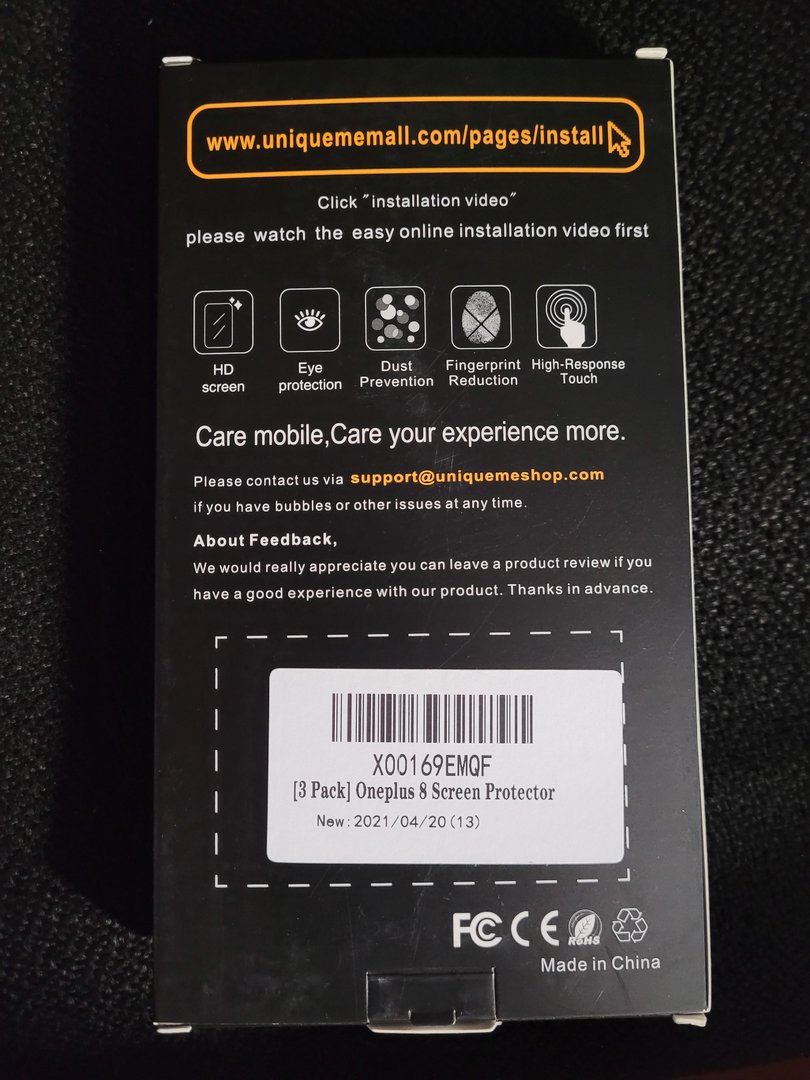 www.uniquememall.com/pages/install
Click "installation video"
please watch the easy online installation video first
HD
screen
Eye
protection
Dust
Prevention
Fingerprint
Reduction
High-Response
Touch
Care mobile,Care your experience more.
Please contact us via support@uniquemeshop.com
if you have bubbles or other issues at any time.
About Feedback,
We would really appreciate you can leave a product review if you
have a good experience with our product. Thanks in advance.
X00169EMQF
[3 Pack] Oneplus 8 Screen Protector
New:2021/04/20(13)
FC CE RoHS
Made in China